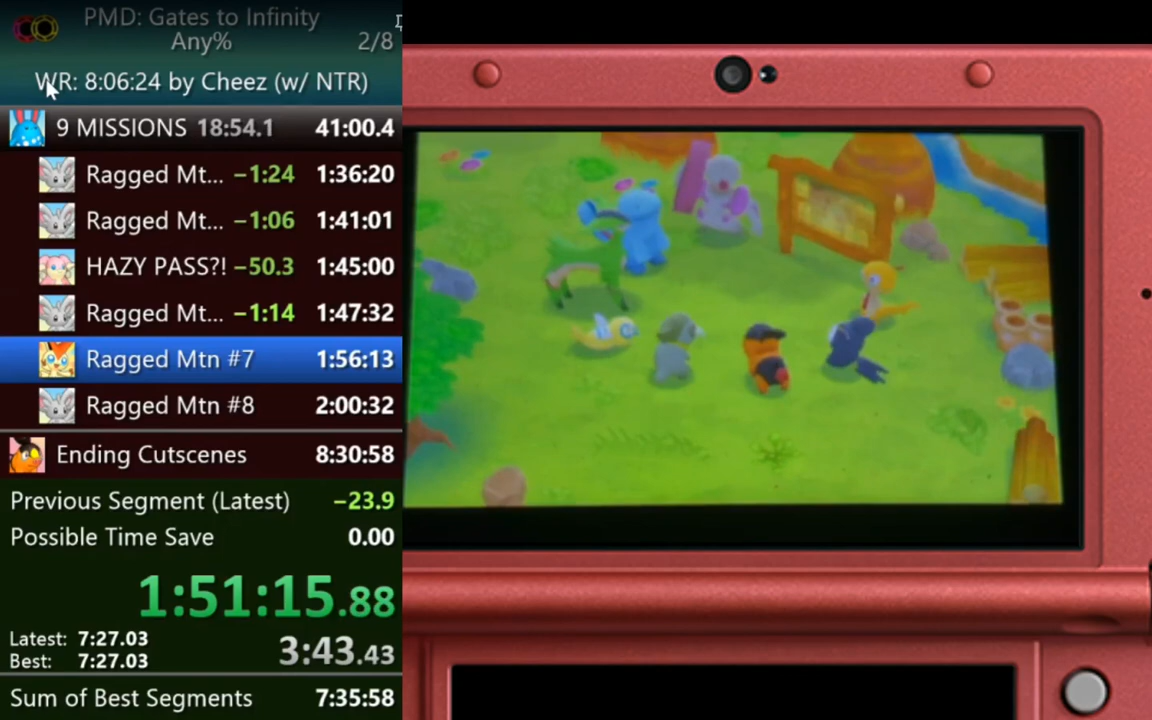 PMD: Gates to Infinity
Any% 2/8
WR: 8:06:24 by Cheez (w/ NTR)
9 MISSIONS 18:54.1 41:00.4
Ragged Mt... −1:24 1:36:20
Ragged Mt... −1:06 1:41:01
HAZY PASS?! −50.3 1:45:00
Ragged Mt... −1:14 1:47:32
Ragged Mtn #7 1:56:13
Ragged Mtn #8 2:00:32
Ending Cutscenes 8:30:58
Previous Segment (Latest) −23.9
Possible Time Save 0.00
1:51:15.88
Latest: 7:27.03
Best: 7:27.03
3:43.43
Sum of Best Segments 7:35:58